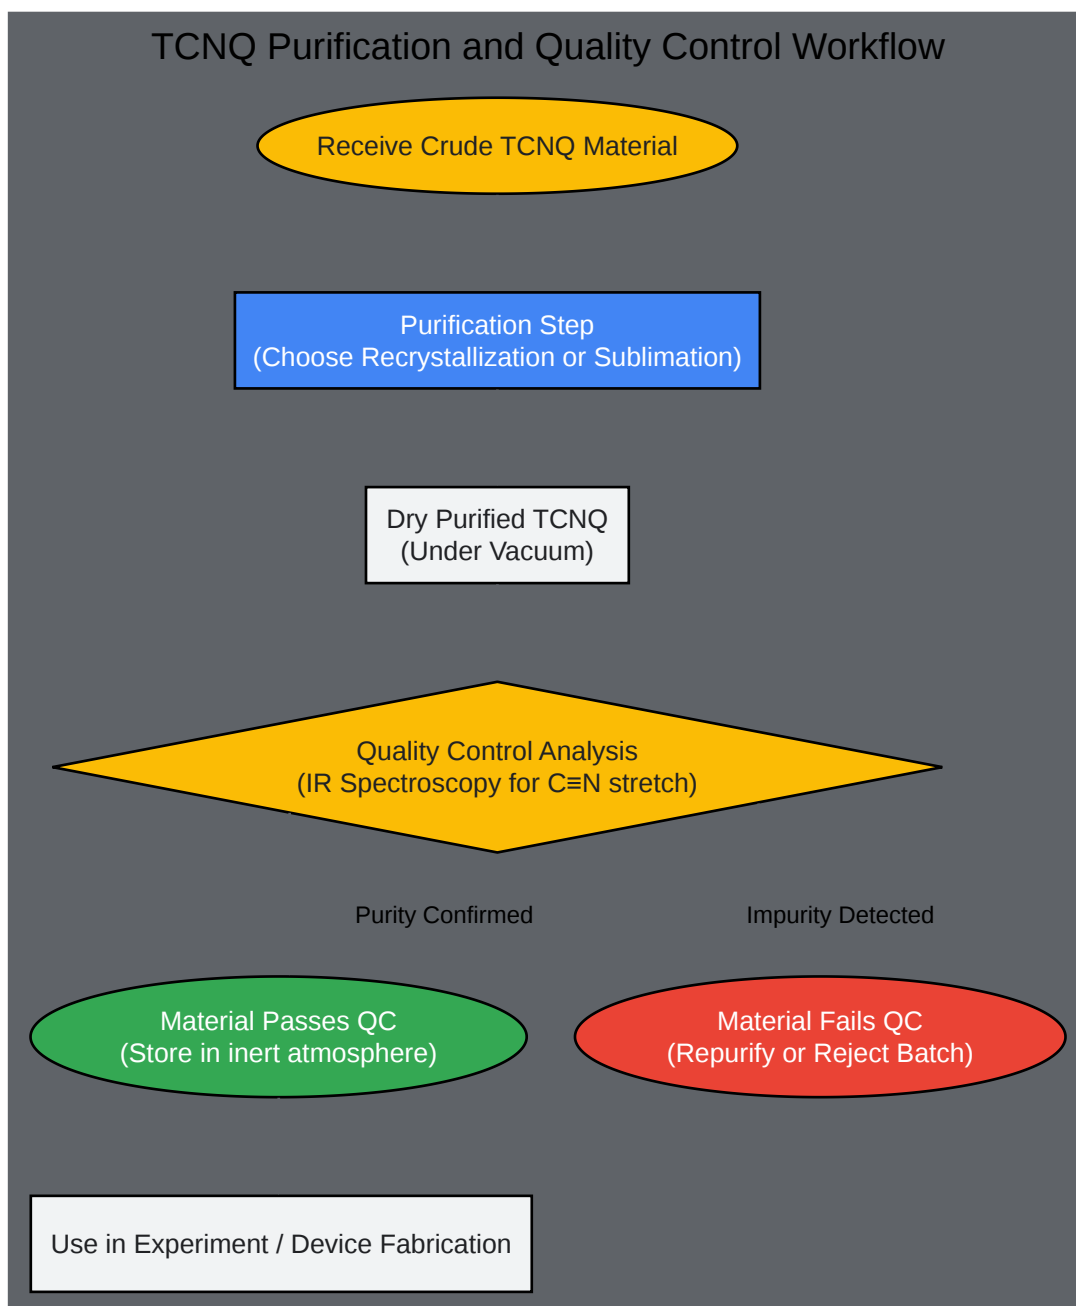 TCNQ Purification and Quality Control Workflow
Receive Crude TCNQ Material
Purification Step
(Choose Recrystallization or Sublimation)
Dry Purified TCNQ
(Under Vacuum)
Quality Control Analysis
(IR Spectroscopy for C≡N stretch)
Purity Confirmed
Impurity Detected
Material Passes QC
(Store in inert atmosphere)
Material Fails QC
(Repurify or Reject Batch)
Use in Experiment / Device Fabrication